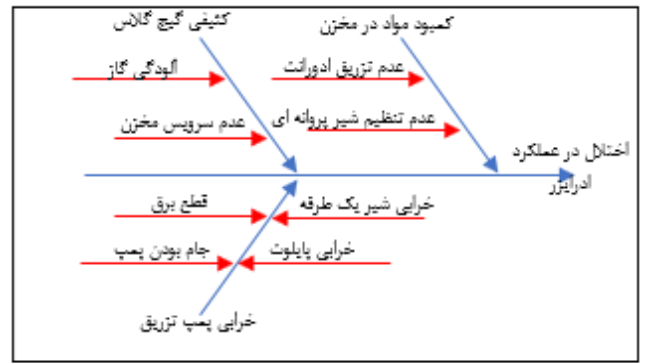 کثیفی گیج گلاس
کمبود مواد در مخزن
آلودگی گاز
عدم تزریق ادورانت
عدم سرویس مخزن
عدم تنظیم شیر پروانه ای
اختلال در عملکرد
ادرایزر
قطع برق
خرابی شیر یک طرفه
جام بودن پمپ
خرابی پایلوت
خرابی پمپ تزریق